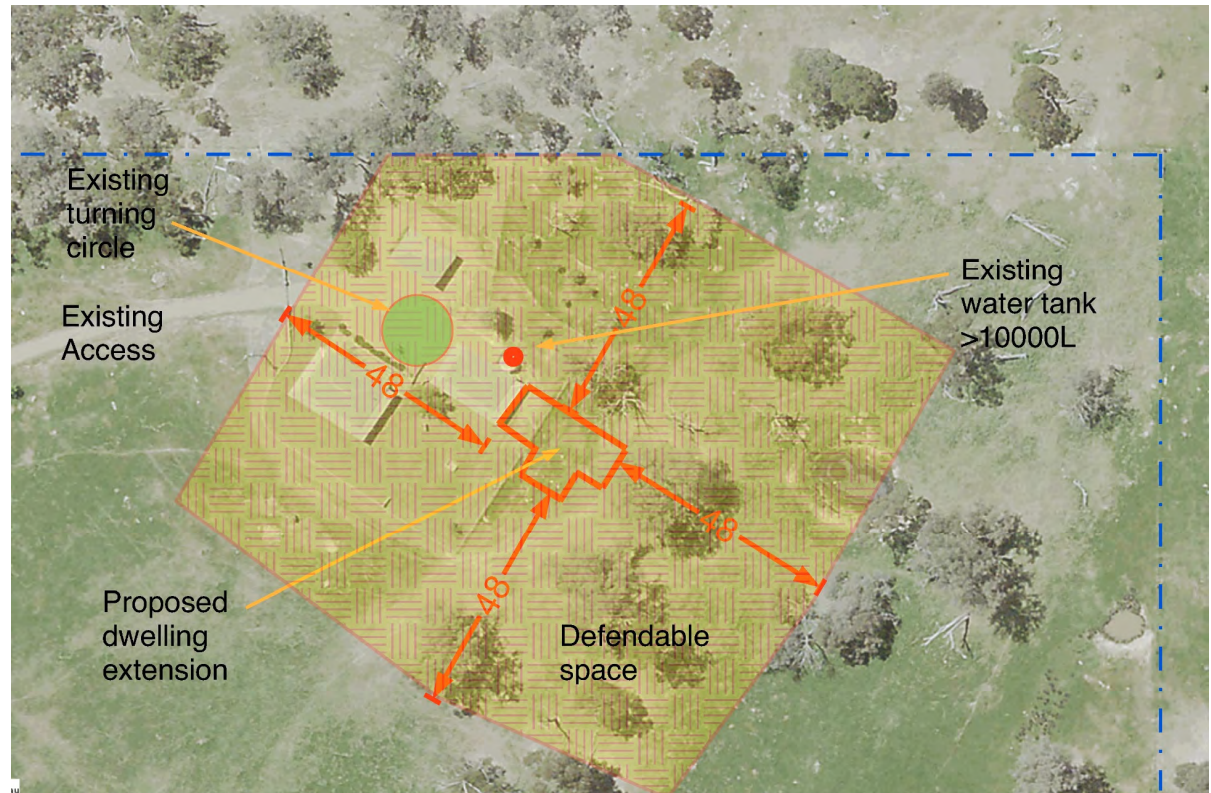 Existing
turning
circle
Existing
Access
48
48
Existing
water tank
>10000L
48
48
Proposed
dwelling
extension
Defendable
space